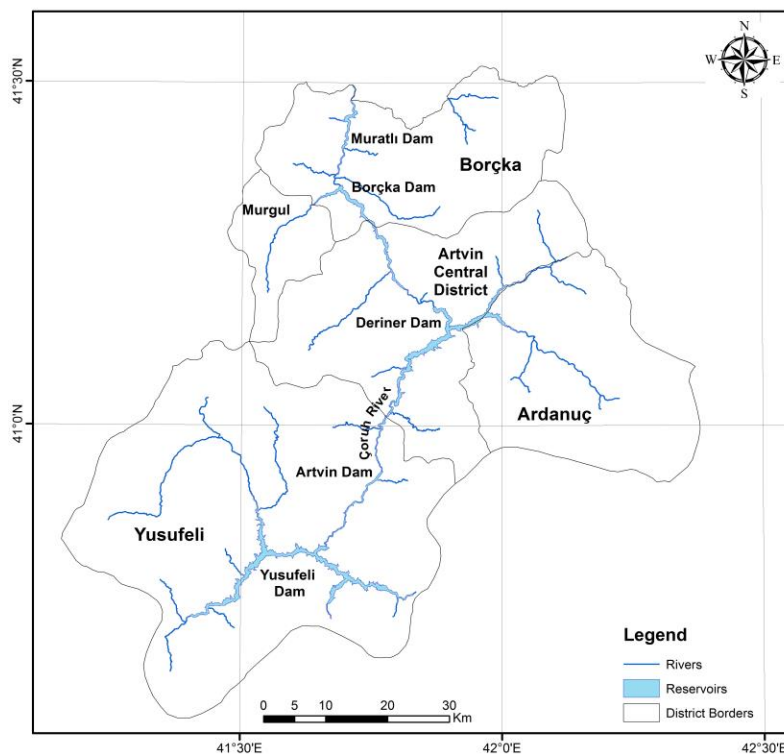 N
W E
S
41°30'N
Muratlı Dam
Borçka
Borçka Dam
Murgul
Artvin
Central
District
Deriner Dam
Çoruh River
Ardanuç
41°0'N
Artvin Dam
Yusufeli
Yusufeli
Dam
Legend
Rivers
Reservoirs
District Borders
0 5 10 20 30
Km
41°30'E 42°0'E 42°30'E